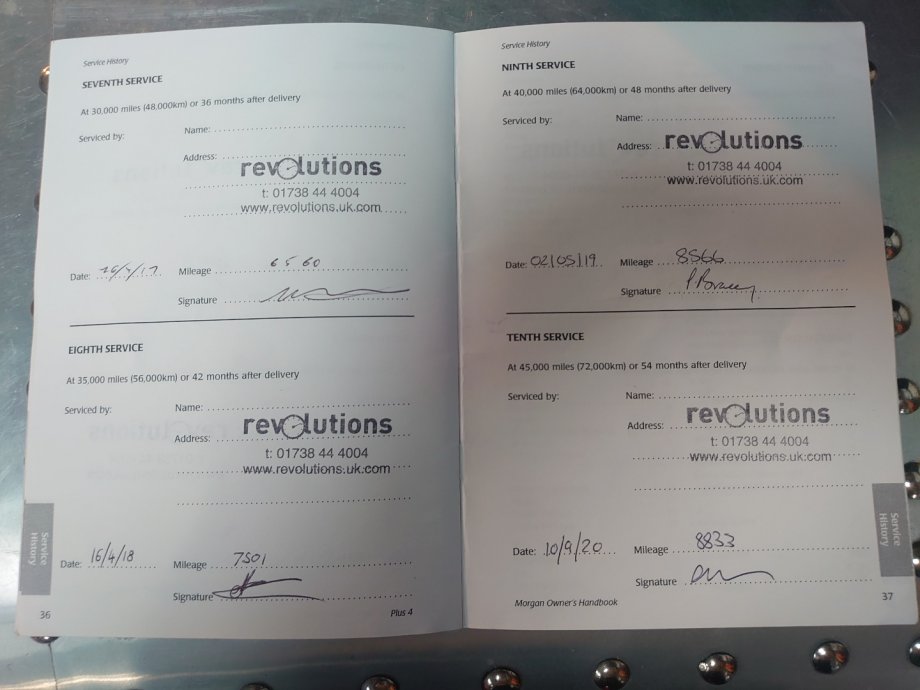 Service History
SEVENTH SERVICE
At 30,000 miles (48,000km) or 36 months after delivery
Serviced by:
Name:
Address:
revolutions
t: 01738 44 4004
www.revolutions.uk.com
Date: 26/4/17 Mileage 6560
Signature
EIGHTH SERVICE
At 35,000 miles (56,000km) or 42 months after delivery
Serviced by:
Name:
Address:
revolutions
t: 01738 44 4004
www.revolutions.uk.com
Date: 16/4/18 Mileage 7501
Signature
Service History
36
Plus 4
Service History
NINTH SERVICE
At 40,000 miles (64,000km) or 48 months after delivery
Serviced by:
Name:
Address:
revolutions
t: 01738 44 4004
www.revolutions.uk.com
Date: 02/05/19 Mileage 8566
Signature
TENTH SERVICE
At 45,000 miles (72,000km) or 54 months after delivery
Serviced by:
Name:
Address:
revolutions
t: 01738 44 4004
www.revolutions.uk.com
Date: 10/9/20 Mileage 8833
Signature
Service History
Morgan Owner's Handbook
37